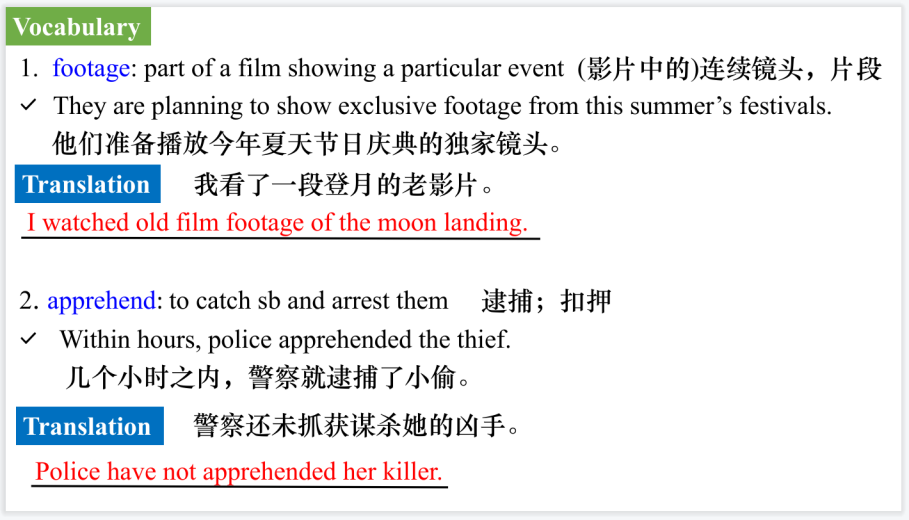 Vocabulary
1. footage: part of a film showing a particular event (影片中的)连续镜头，片段
✓ They are planning to show exclusive footage from this summer’s festivals.
他们准备播放今年夏天节日庆典的独家镜头。
Translation 我看了一段登月的老影片。
I watched old film footage of the moon landing.
2. apprehend: to catch sb and arrest them 逮捕；扣押
✓ Within hours, police apprehended the thief.
几个小时之内，警察就逮捕了小偷。
Translation 警察还未抓获谋杀她的凶手。
Police have not apprehended her killer.